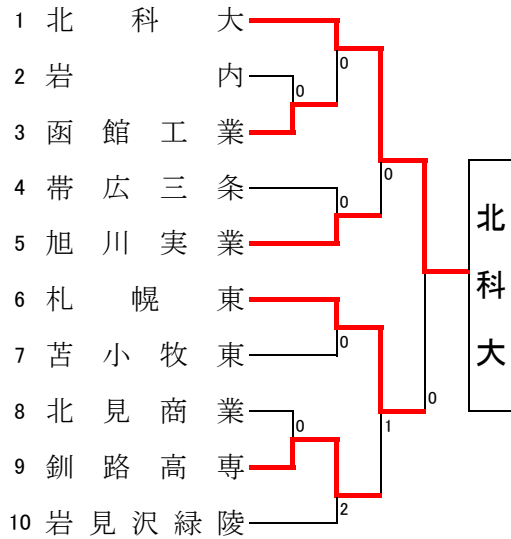 1 北科大
0
2 岩内
0
3 函館工業
0
4 帯広三条
0
5 旭川実業
北科大
6 札幌東
0
7 苫小牧東
0
8 北見商業
0
1
9 釧路高専
2
10 岩見沢緑陵